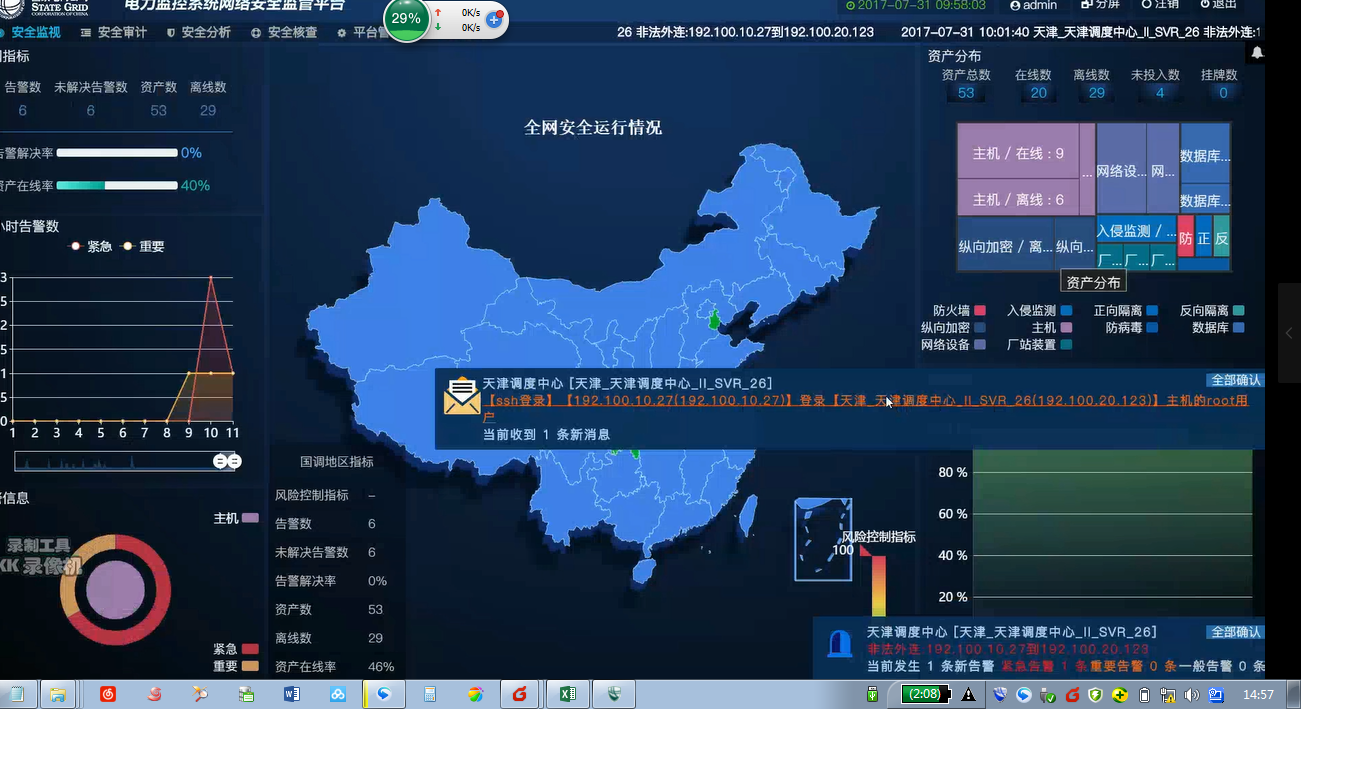 STATE GRID
CORPORATION OF CHINA
电力监控系统网络安全监管平台
29%
0K/s
0K/s
2017-07-31 09:58:03
admin
分屏
注销
退出
安全监视
安全审计
安全分析
安全核查
平台管
26 非法外连:192.100.10.27到192.100.20.123
2017-07-31 10:01:40 天津_天津调度中心_II_SVR_26 非法外连:1
指标
告警数 未解决告警数 资产数 离线数
6 6 53 29
告警解决率 0%
资产在线率 40%
小时告警数
紧急 重要
3
5
2
5
1
5
0
1 2 3 4 5 6 7 8 9 10 11
信息
主机
录制工具
KK 录像机
紧急
重要
全网安全运行情况
国调地区指标
风险控制指标 –
告警数 6
未解决告警数 6
告警解决率 0%
资产数 53
离线数 29
资产在线率 46%
资产分布
资产总数 在线数 离线数 未投入数 挂牌数
53 20 29 4 0
主机 / 在线 : 9
...
网络设...
网...
数据库...
主机 / 离线 : 6
数据库...
纵向加密 / 离...
纵向...
入侵监测 / ...
厂...
厂...
厂...
防
正
反
资产分布
防火墙 入侵监测 正向隔离 反向隔离
纵向加密 主机 防病毒 数据库
网络设备 厂站装置
天津调度中心 [天津_天津调度中心_II_SVR_26]
全部确认
【ssh登录】【192.100.10.27(192.100.10.27)】登录【天津_天津调度中心_II_SVR_26(192.100.20.123)】主机的root用
户
当前收到 1 条新消息
80 %
60 %
40 %
20 %
风险控制指标
100
天津调度中心 [天津_天津调度中心_II_SVR_26]
全部确认
非法外连 192.100.10.27到192.100.20.123
当前发生 1 条新告警 紧急告警 1 条重要告警 0 条一般告警 0 条
(2:08)
14:57